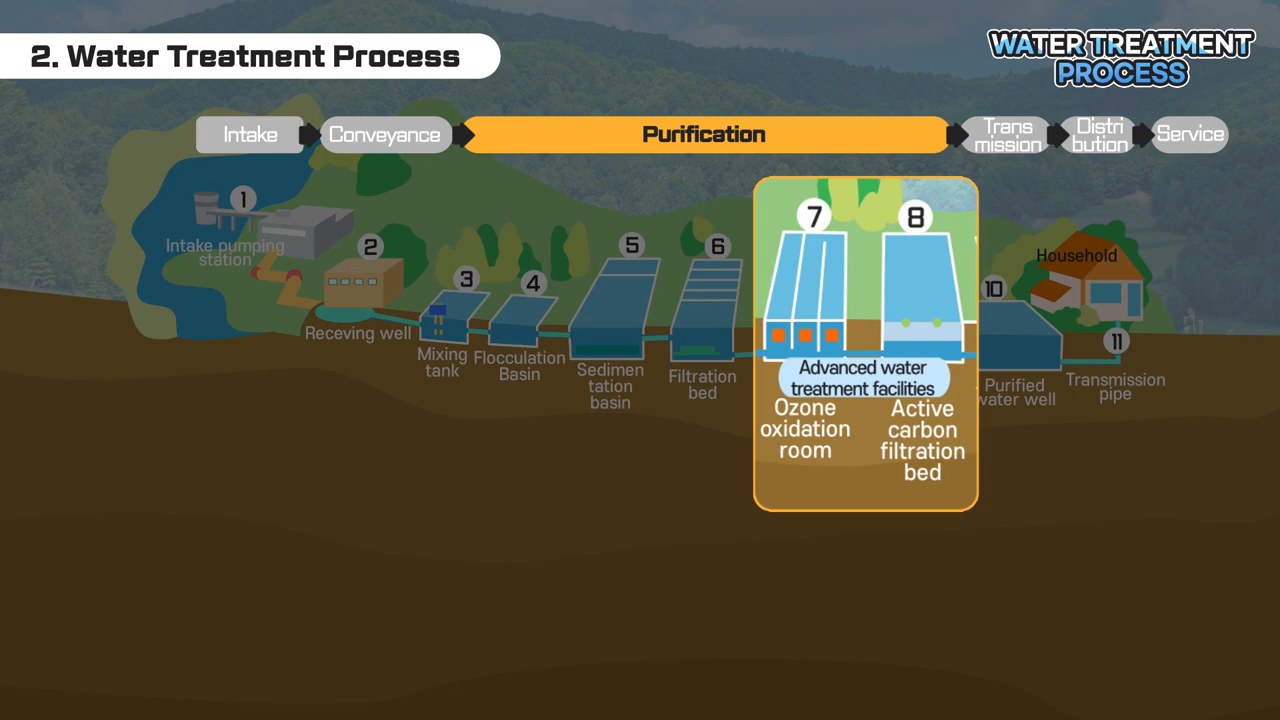 2. Water Treatment Process
WATER TREATMENT
PROCESS
Intake
Conveyance
Purification
Trans
mission
Distri
bution
Service
1
Intake pumping
station
2
Receving well
3
Mixing
tank
4
Flocculation
Basin
5
Sedimen
tation
basin
6
Filtration
bed
7
8
Advanced water
treatment facilities
Ozone
oxidation
room
Active
carbon
filtration
bed
10
Purified
water well
Household
11
Transmission
pipe